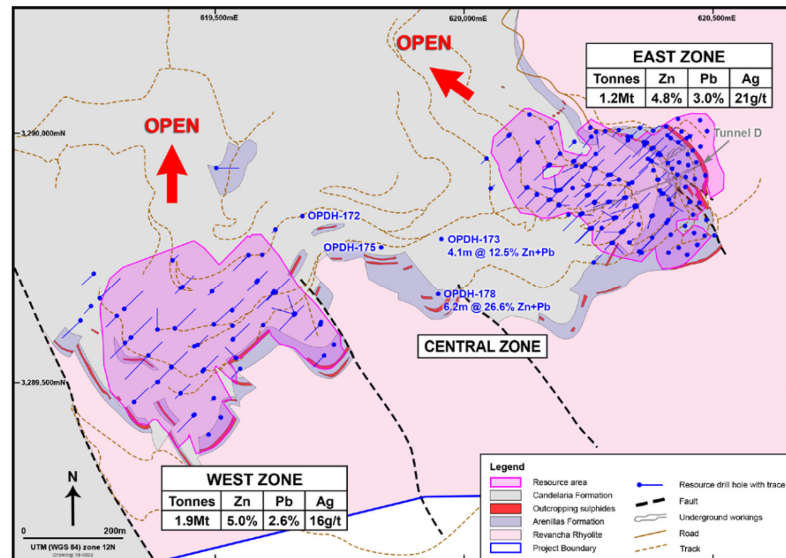 619,500mE
620,000mE
620,500mE
OPEN
EAST ZONE
Tonnes Zn Pb Ag
1.2Mt 4.8% 3.0% 21g/t
OPEN
Tunnel D
OPDH-172
OPDH-175
OPDH-173
4.1m @ 12.5% Zn+Pb
OPDH-178
6.2m @ 26.6% Zn+Pb
CENTRAL ZONE
3,289,500mN
WEST ZONE
Tonnes Zn Pb Ag
1.9Mt 5.0% 2.6% 16g/t
N
0 200m
UTM (WGS 84) zone 12N
Legend
Resource area
Candelaria Formation
Outcropping sulphides
Arenillas Formation
Revancha Rhyolite
Project Boundary
Resource drill hole with trace
Fault
Underground workings
Road
Track